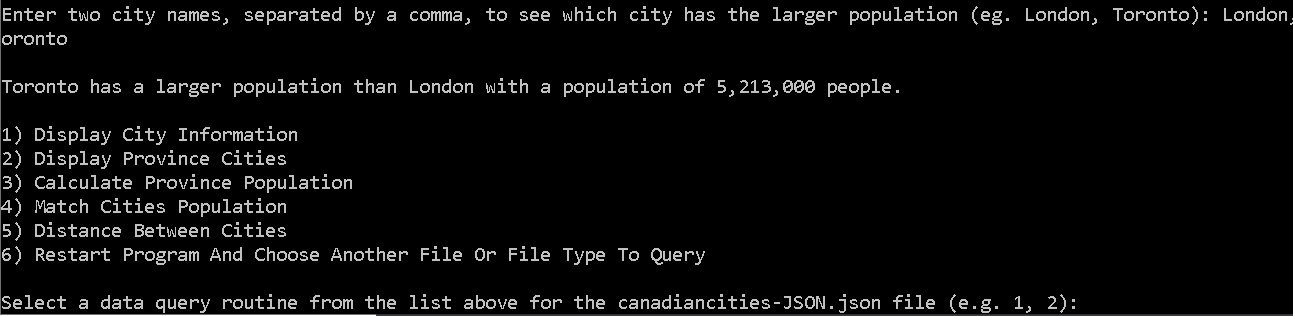 Enter two city names, separated by a comma, to see which city has the larger population (eg. London, Toronto): London,
oronto
Toronto has a larger population than London with a population of 5,213,000 people.
1) Display City Information
2) Display Province Cities
3) Calculate Province Population
4) Match Cities Population
5) Distance Between Cities
6) Restart Program And Choose Another File Or File Type To Query
Select a data query routine from the list above for the canadiancities-JSON.json file (e.g. 1, 2):